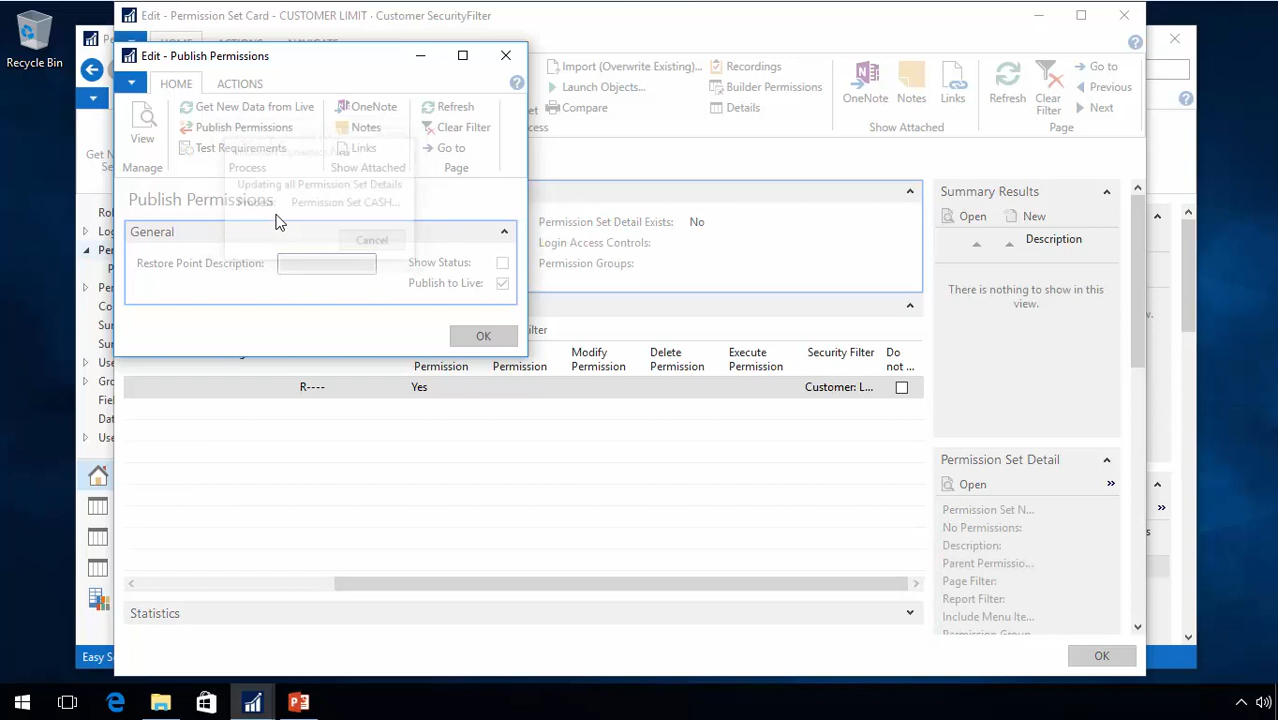 Recycle Bin
Edit - Permission Set Card - CUSTOMER LIMIT · Customer SecurityFilter
Edit - Publish Permissions
HOME
ACTIONS
View
Manage
Get New Data from Live
Publish Permissions
Test Requirements
Process
OneNote
Notes
Links
Show Attached
Refresh
Clear Filter
Go to
Page
Publish Permissions
Updating all Permission Set Details
Permission Set CASH...
Cancel
General
Restore Point Description:
Show Status:
Publish to Live:
OK
Import (Overwrite Existing)...
Launch Objects...
Compare
Recordings
Builder Permissions
Details
OneNote
Notes
Links
Show Attached
Refresh
Clear Filter
Go to
Previous
Next
Page
Permission Set Detail Exists: No
Login Access Controls:
Permission Groups:
Permission
Permission
Modify Permission
Delete Permission
Execute Permission
Security Filter
Do not ...
R----
Yes
Customer: L...
Statistics
Summary Results
Open
New
Description
There is nothing to show in this view.
Permission Set Detail
Open
Permission Set N...
No Permissions:
Description:
Parent Permissio...
Page Filter:
Report Filter:
Include Menu Ite...
OK